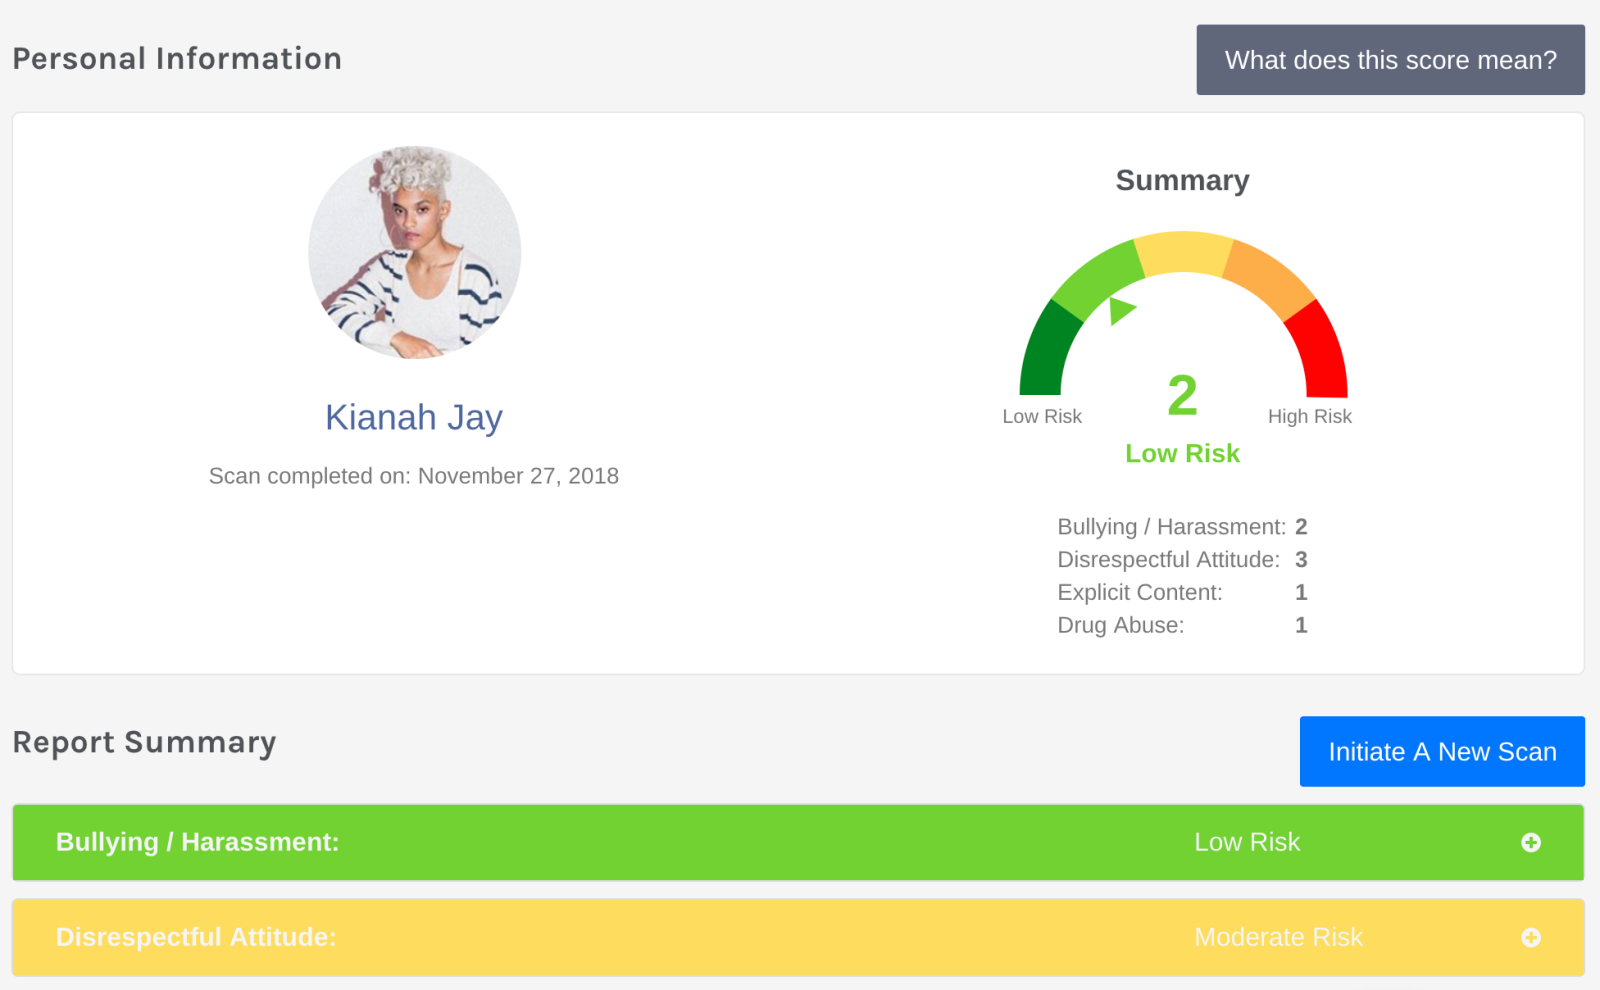 Personal Information
What does this score mean?
Summary
Low Risk
2
High Risk
Low Risk
Kianah Jay
Scan completed on: November 27, 2018
Bullying / Harassment: 2
Disrespectful Attitude: 3
Explicit Content: 1
Drug Abuse: 1
Report Summary
Initiate A New Scan
Bullying / Harassment: Low Risk
Disrespectful Attitude: Moderate Risk